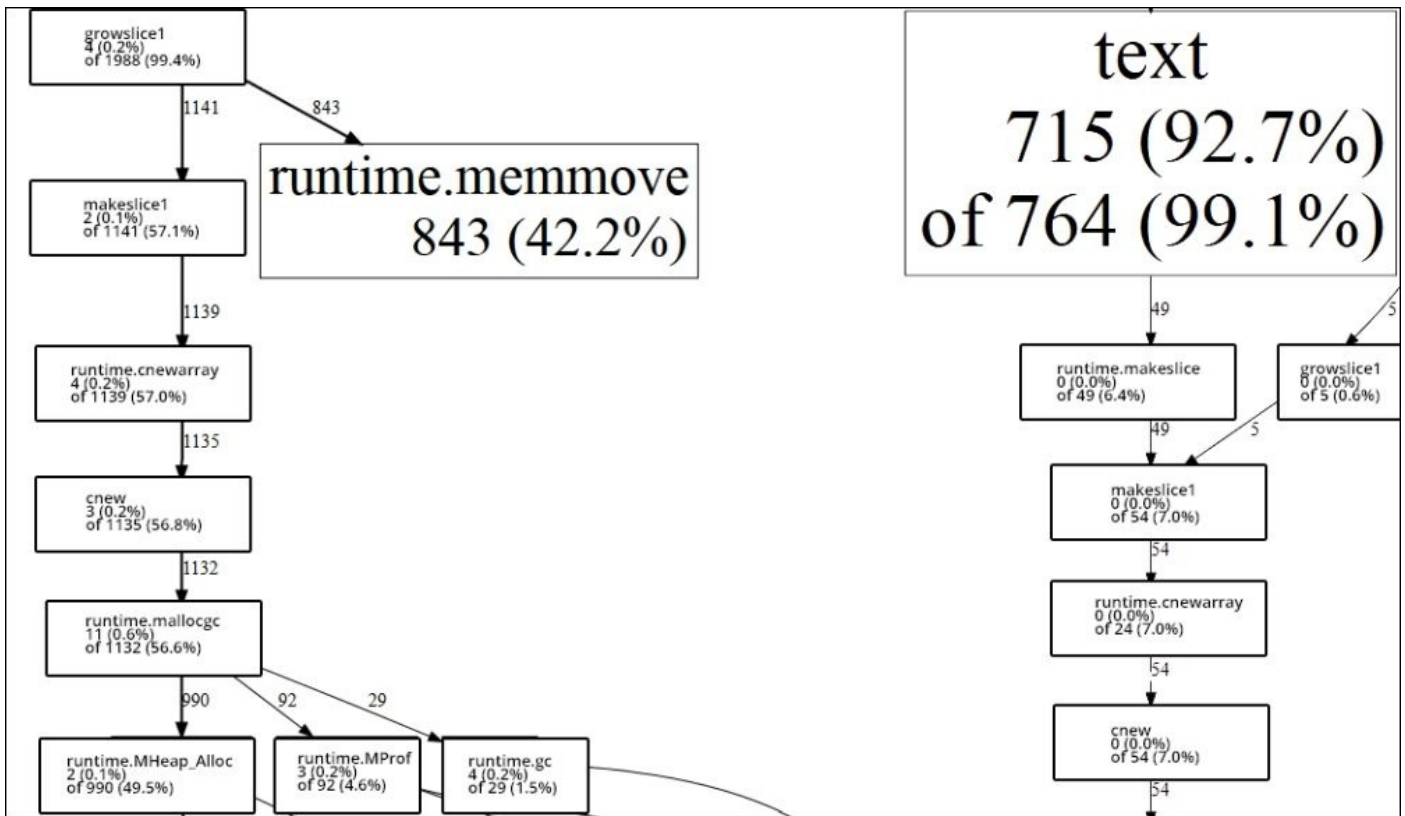 growslice1
4 (0.2%)
of 1988 (99.4%)
1141
843
runtime.memmove
843 (42.2%)
makeslice1
2 (0.1%)
of 1141 (57.1%)
1139
runtime.cnewarray
4 (0.2%)
of 1139 (57.0%)
1135
cnew
3 (0.2%)
of 1135 (56.8%)
1132
runtime.mallocgc
11 (0.6%)
of 1132 (56.6%)
990
92
29
runtime.MHeap_Alloc
2 (0.1%)
of 990 (49.5%)
runtime.MProf
3 (0.2%)
of 92 (4.6%)
runtime.gc
4 (0.2%)
of 29 (1.5%)
text
715 (92.7%)
of 764 (99.1%)
49
5
runtime.makeslice
0 (0.0%)
of 49 (6.4%)
growslice1
0 (0.0%)
of 5 (0.6%)
49
5
makeslice1
0 (0.0%)
of 54 (7.0%)
54
runtime.cnewarray
0 (0.0%)
of 24 (7.0%)
54
cnew
0 (0.0%)
of 54 (7.0%)
54